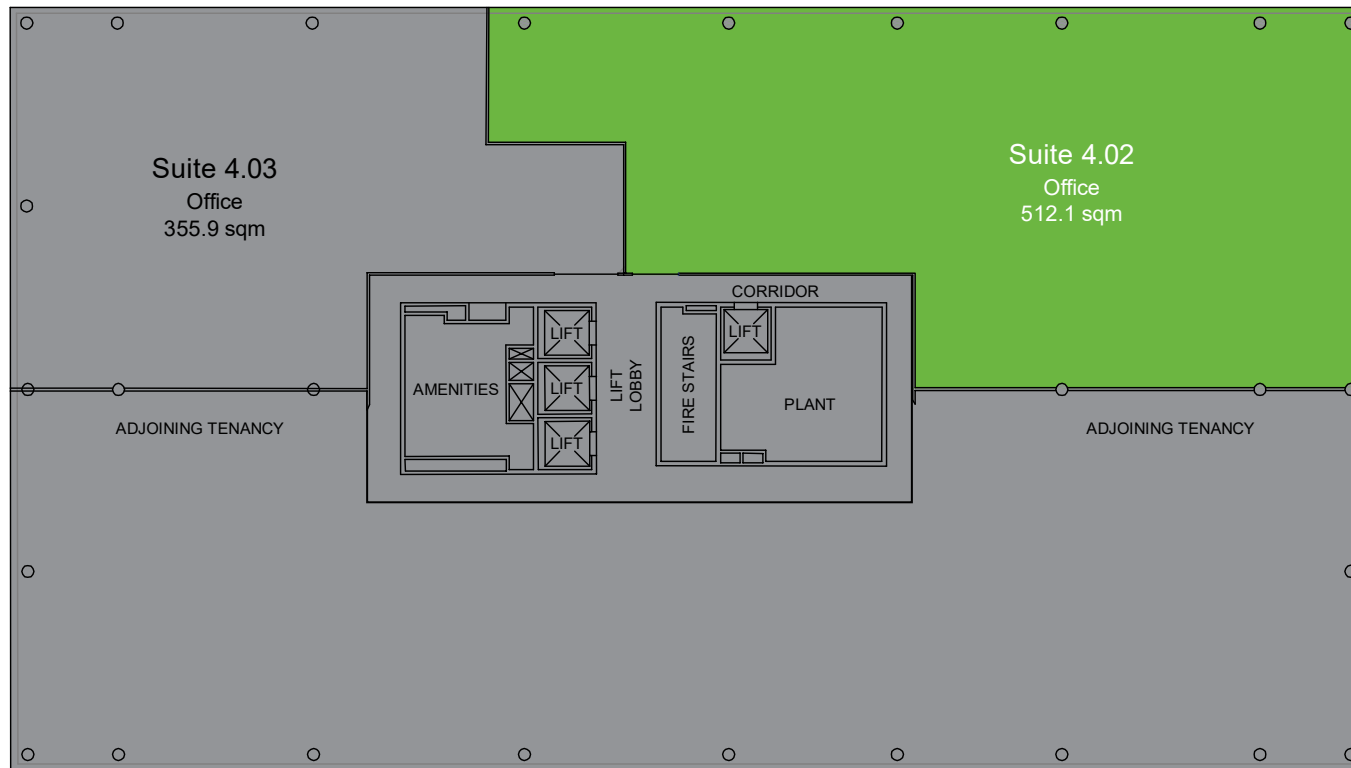 Suite 4.03
Office
355.9 sqm
Suite 4.02
Office
512.1 sqm
CORRIDOR
LIFT
LIFT
AMENITIES
LIFT
LIFT
LIFT
LOBBY
FIRE STAIRS
PLANT
ADJOINING TENANCY
ADJOINING TENANCY